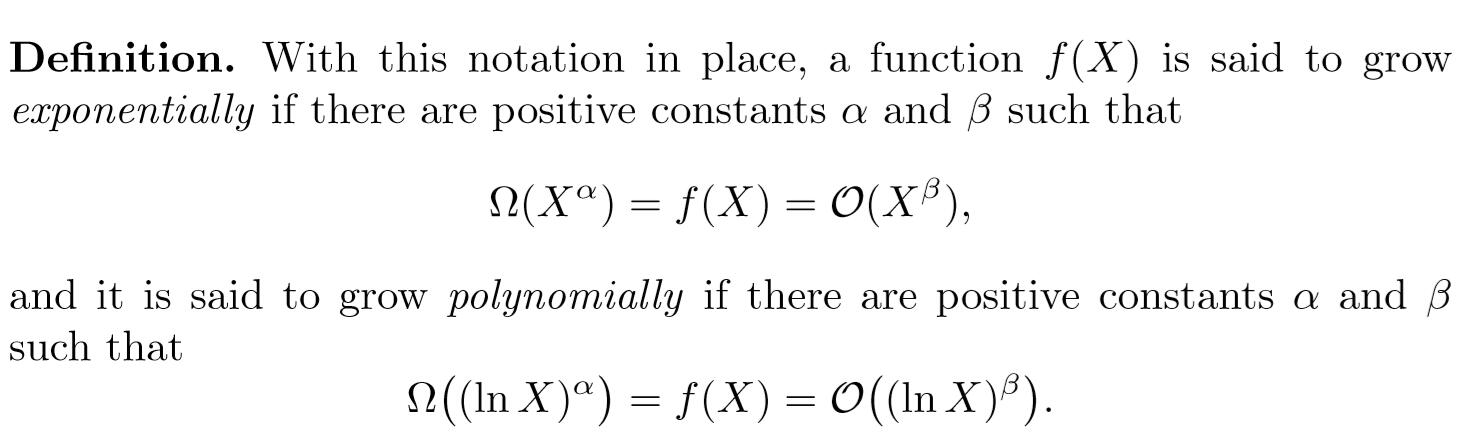 Definition. With this notation in place, a function f(X) is said to grow
exponentially if there are positive constants α and β such that
Ω(X^α) = f(X) = 𝒪(X^β),
and it is said to grow polynomially if there are positive constants α and β
such that
Ω((ln X)^α) = f(X) = 𝒪((ln X)^β).